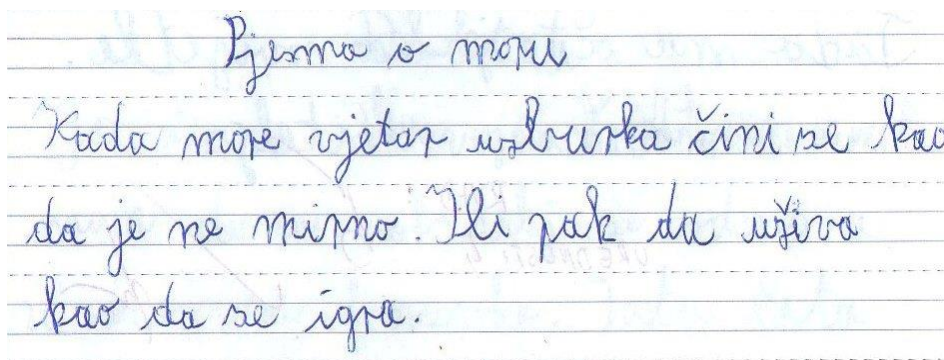 Pjesma o moru
Kada more vjetar uzburka čini se kao
da je ne mirno. Ili pak da uživa
kao da se igra.